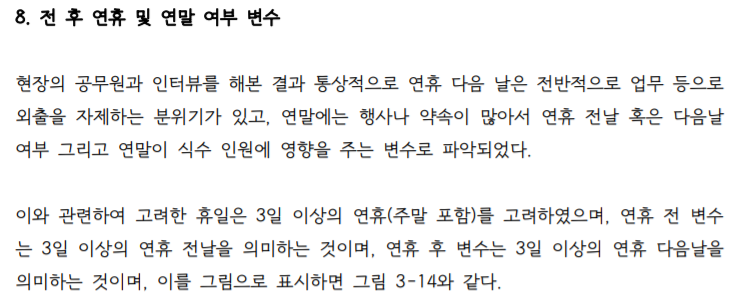 8. 전 후 연휴 및 연말 여부 변수
현장의 공무원과 인터뷰를 해본 결과 통상적으로 연휴 다음 날은 전반적으로 업무 등으로
외출을 자제하는 분위기가 있고, 연말에는 행사나 약속이 많아서 연휴 전날 혹은 다음날
여부 그리고 연말이 식수 인원에 영향을 주는 변수로 파악되었다.
이와 관련하여 고려한 휴일은 3일 이상의 연휴(주말 포함)를 고려하였으며, 연휴 전 변수
는 3일 이상의 연휴 전날을 의미하는 것이며, 연휴 후 변수는 3일 이상의 연휴 다음날을
의미하는 것이며, 이를 그림으로 표시하면 그림 3-14와 같다.